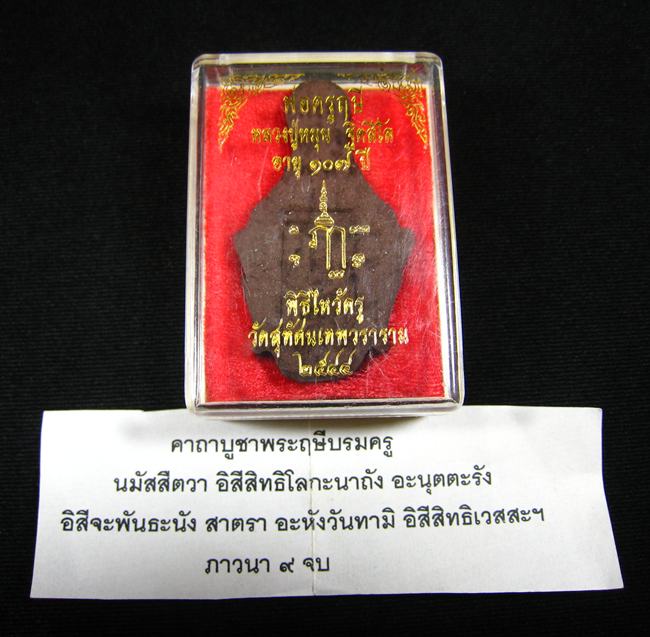 พ่อครูฤๅษี
หลวงปู่หมุน ฐิตสีโล
อายุ ๑๐๗ ปี
พิธีไหว้ครู
วัดสุทัศนเทพวราราม
๒๕๔๔
คาถาบูชาพระฤษีบรมครู
นมัสสีตวา อิสีสิทธิโลกะนาถัง อะนุตตะรัง
อิสีจะพันธะนัง สาตรา อะหังวันทามิ อิสีสิทธิเวสสะฯ
ภาวนา ๙ จบ